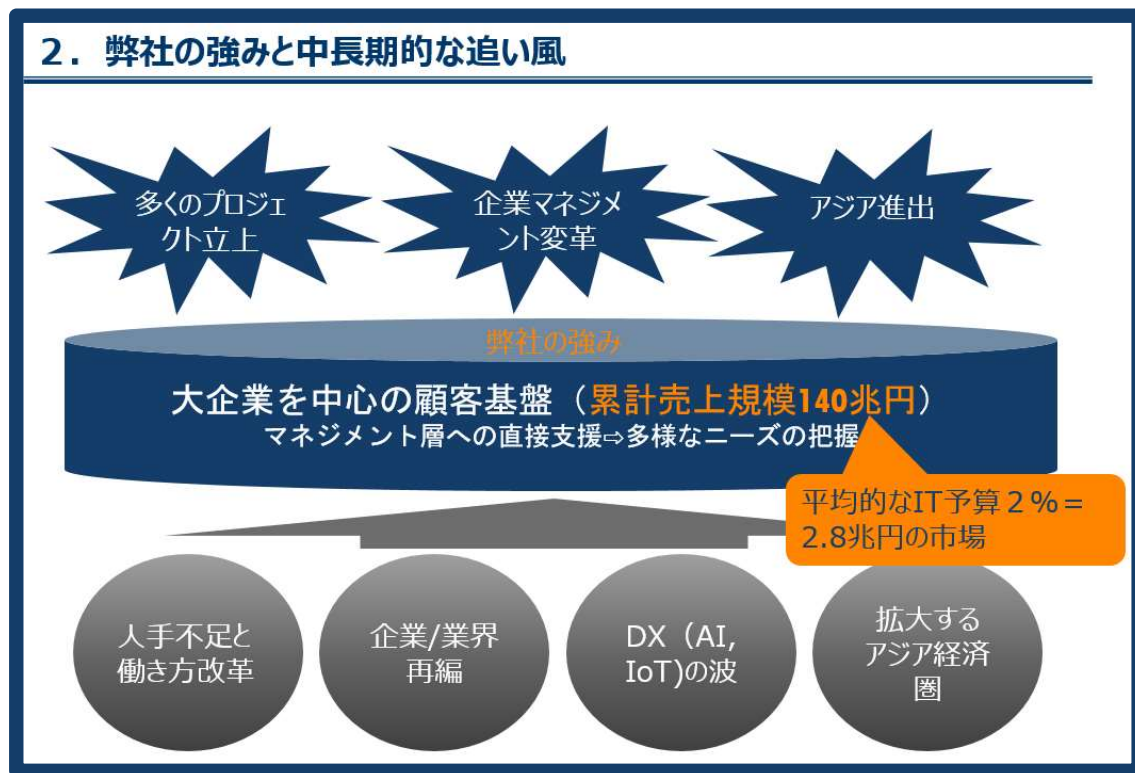 ２．弊社の強みと中長期的な追い風
多くのプロジェ
クト立上
企業マネジメ
ント変革
アジア進出
弊社の強み
大企業を中心の顧客基盤（累計売上規模140兆円）
マネジメント層への直接支援⇨多様なニーズの把握
平均的なIT予算２％＝
2.8兆円の市場
人手不足と
働き方改革
企業/業界
再編
DX（AI,
IoT)の波
拡大する
アジア経済
圏